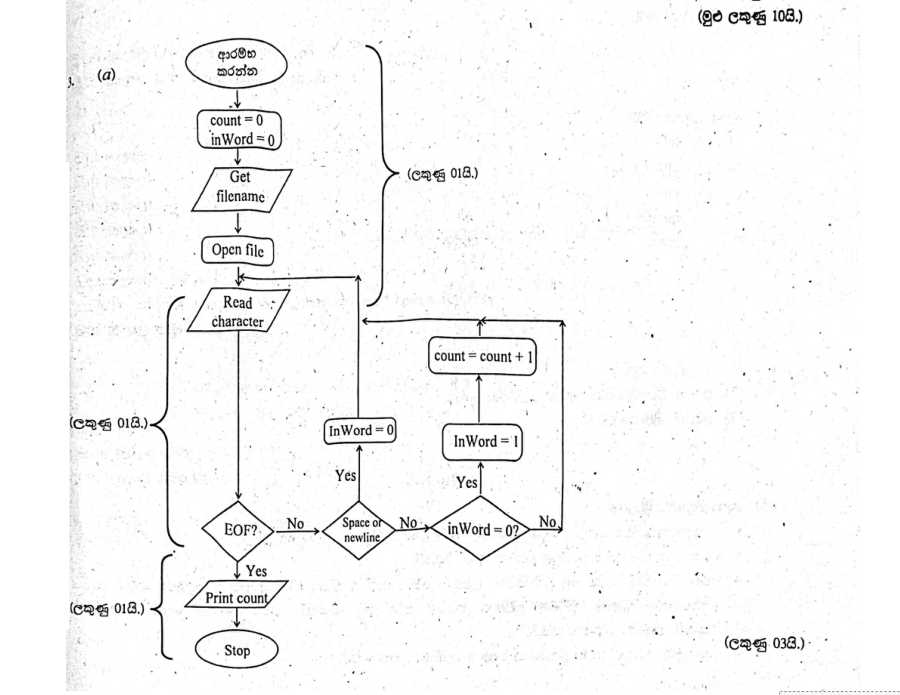 (මුළු ලකුණු 10යි.)
(a)
ආරම්භ
කරන්න
count = 0
inWord = 0
(ලකුණු 01යි.)
Get
filename
Open file
Read
character
count = count + 1
(ලකුණු 01යි.)
InWord = 0
InWord = 1
Yes
Yes
EOF?
No
Space or
newline
No
inWord = 0?
No
Yes
Print count
(ලකුණු 01යි.)
Stop
(ලකුණු 03යි.)